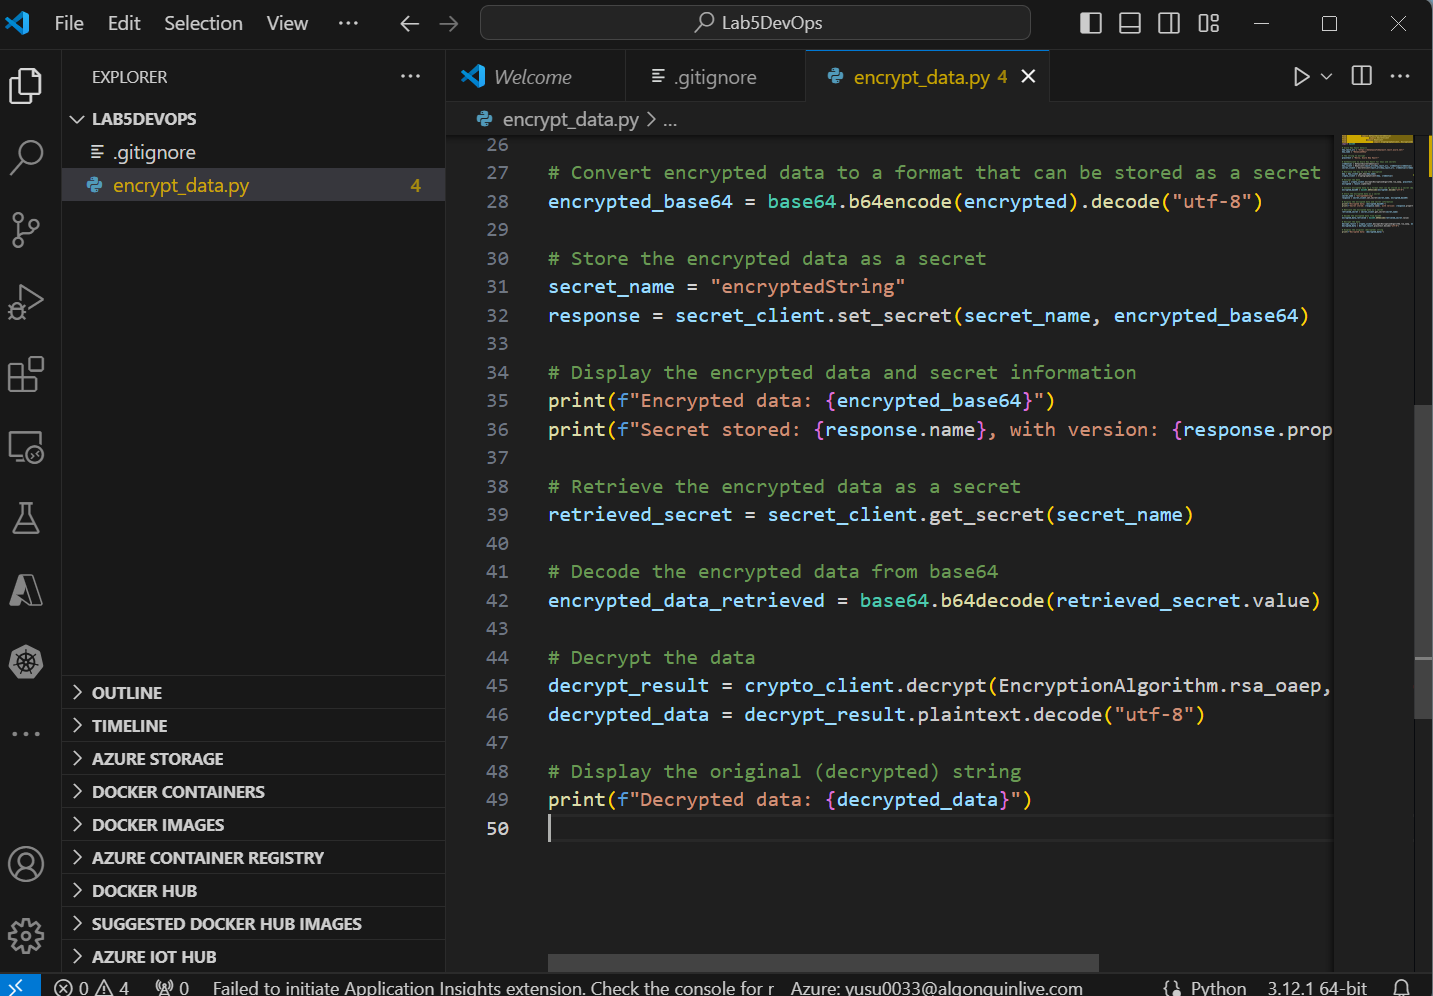 File Edit Selection View ··· Lab5DevOps
EXPLORER ···
Welcome
.gitignore
encrypt_data.py 4
LAB5DEVOPS
.gitignore
encrypt_data.py 4
encrypt_data.py > ...
26
27 # Convert encrypted data to a format that can be stored as a secret
28 encrypted_base64 = base64.b64encode(encrypted).decode("utf-8")
29
30 # Store the encrypted data as a secret
31 secret_name = "encryptedString"
32 response = secret_client.set_secret(secret_name, encrypted_base64)
33
34 # Display the encrypted data and secret information
35 print(f"Encrypted data: {encrypted_base64}")
36 print(f"Secret stored: {response.name}, with version: {response.prop
37
38 # Retrieve the encrypted data as a secret
39 retrieved_secret = secret_client.get_secret(secret_name)
40
41 # Decode the encrypted data from base64
42 encrypted_data_retrieved = base64.b64decode(retrieved_secret.value)
43
44 # Decrypt the data
45 decrypt_result = crypto_client.decrypt(EncryptionAlgorithm.rsa_oaep,
46 decrypted_data = decrypt_result.plaintext.decode("utf-8")
47
48 # Display the original (decrypted) string
49 print(f"Decrypted data: {decrypted_data}")
50
OUTLINE
TIMELINE
AZURE STORAGE
DOCKER CONTAINERS
DOCKER IMAGES
AZURE CONTAINER REGISTRY
DOCKER HUB
SUGGESTED DOCKER HUB IMAGES
AZURE IOT HUB
0 4 0 Failed to initiate Application Insights extension. Check the console for r Azure: yusu0033@algonquinlive.com Python 3.12.1 64-bit